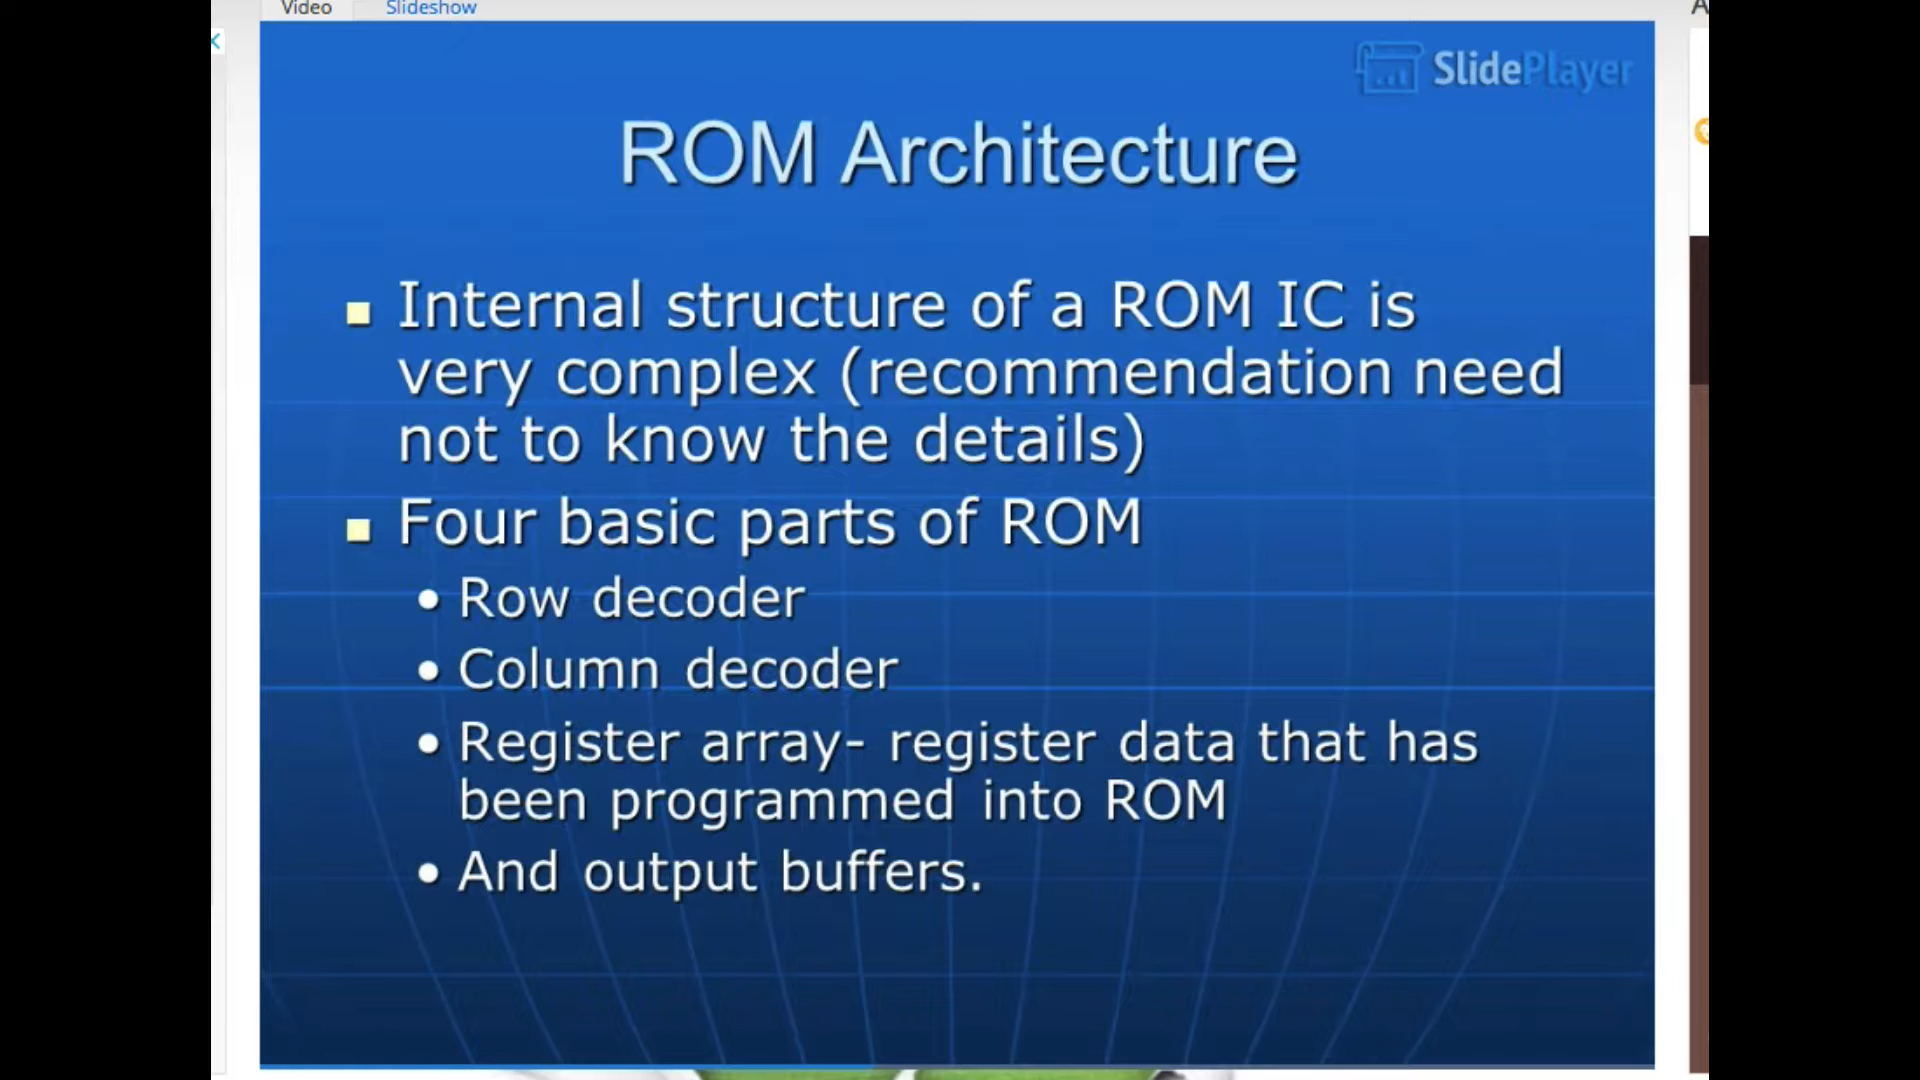 Video Slideshow
SlidePlayer
ROM Architecture
Internal structure of a ROM IC is
very complex (recommendation need
not to know the details)
Four basic parts of ROM
• Row decoder
• Column decoder
• Register array- register data that has
been programmed into ROM
• And output buffers.